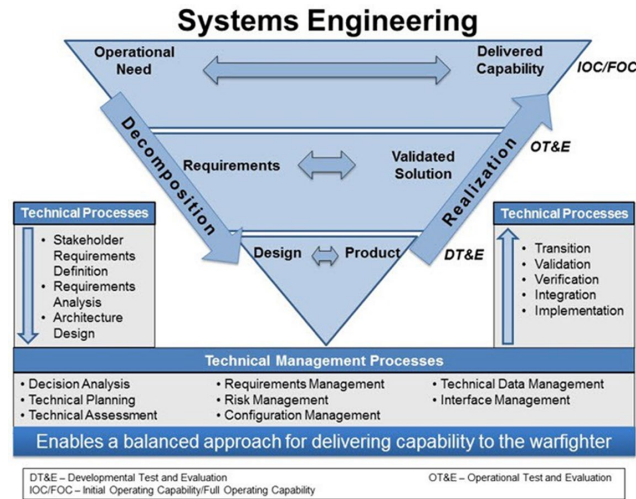 Systems Engineering
Operational
Need
Delivered
Capability
IOC/FOC
Decomposition
Realization
OT&E
Requirements
Validated
Solution
Design
Product
DT&E
Technical Processes
• Stakeholder
Requirements
Definition
• Requirements
Analysis
• Architecture
Design
Technical Processes
• Transition
• Validation
• Verification
• Integration
• Implementation
Technical Management Processes
• Decision Analysis
• Technical Planning
• Technical Assessment
• Requirements Management
• Risk Management
• Configuration Management
• Technical Data Management
• Interface Management
Enables a balanced approach for delivering capability to the warfighter
DT&E – Developmental Test and Evaluation
OT&E – Operational Test and Evaluation
IOC/FOC – Initial Operating Capability/Full Operating Capability